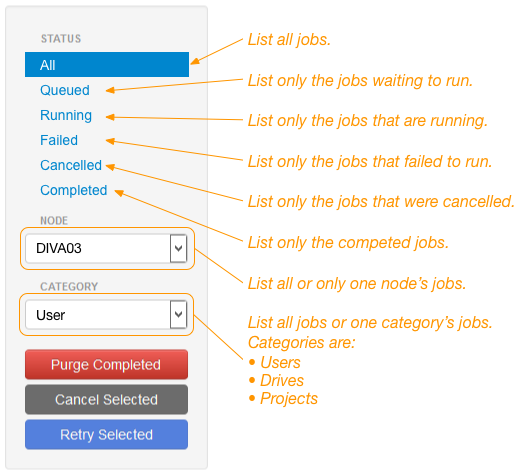 STATUS
All
List all jobs.
Queued
List only the jobs waiting to run.
Running
List only the jobs that are running.
Failed
List only the jobs that failed to run.
Cancelled
List only the jobs that were cancelled.
Completed
List only the competed jobs.
NODE
DIVA03
List all or only one node's jobs.
CATEGORY
User
List all jobs or one category's jobs.
Categories are:
• Users
• Drives
• Projects
Purge Completed
Cancel Selected
Retry Selected